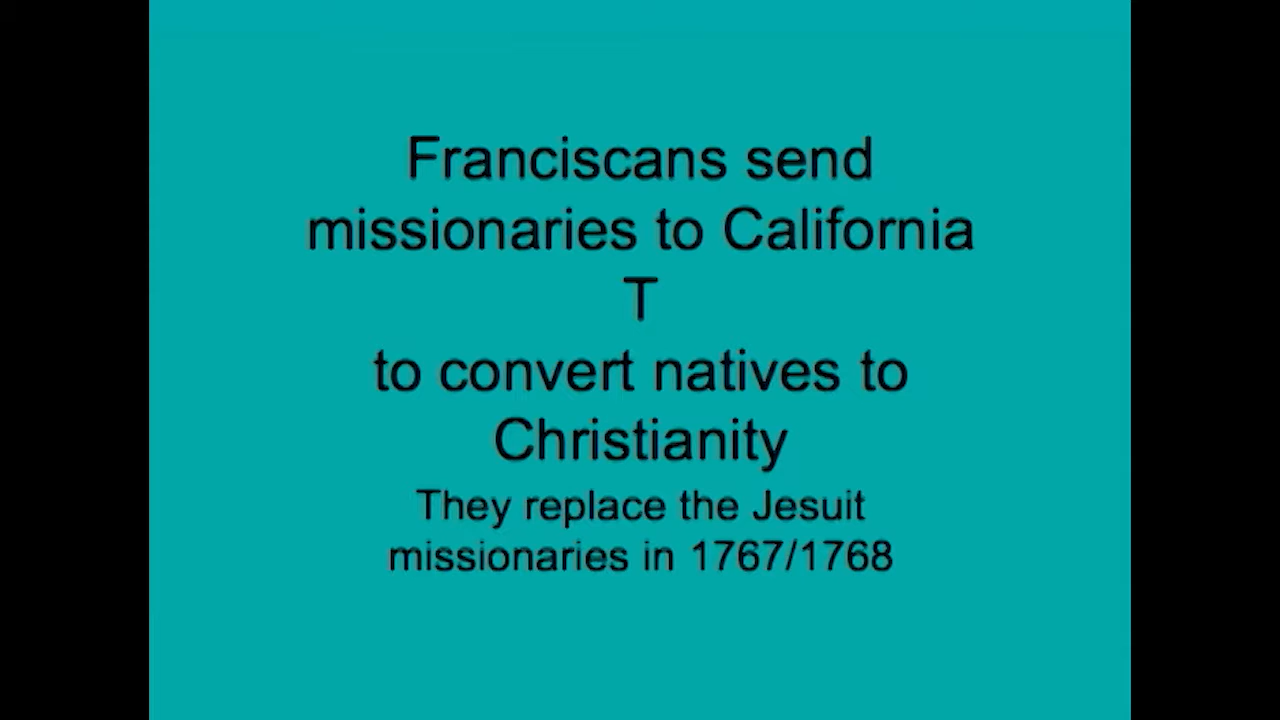 Franciscans send
missionaries to California
T
to convert natives to
Christianity
They replace the Jesuit
missionaries in 1767/1768